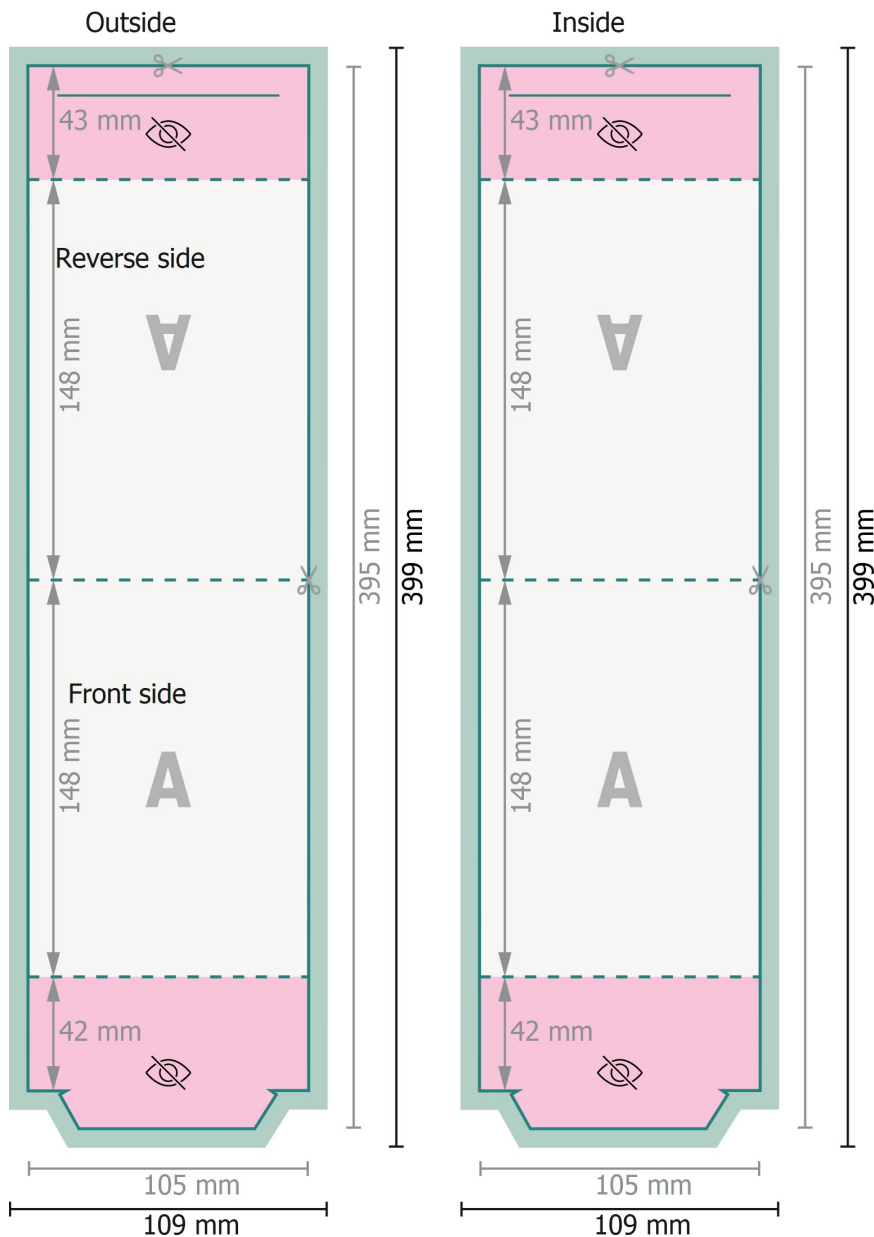 Outside
Inside
43 mm
43 mm
Reverse side
A
A
148 mm
148 mm
395 mm
399 mm
395 mm
399 mm
Front side
148 mm
148 mm
A
A
42 mm
42 mm
105 mm
105 mm
109 mm
109 mm